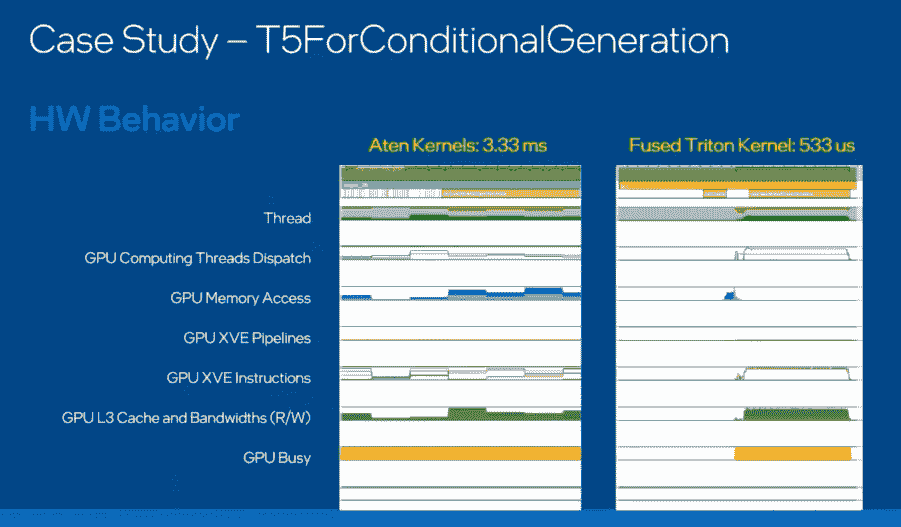 Case Study – T5ForConditionalGeneration
HW Behavior
Aten Kernels: 3.33 ms
Fused Triton Kernel: 533 us
Thread
GPU Computing Threads Dispatch
GPU Memory Access
GPU XVE Pipelines
GPU XVE Instructions
GPU L3 Cache and Bandwidths (R/W)
GPU Busy